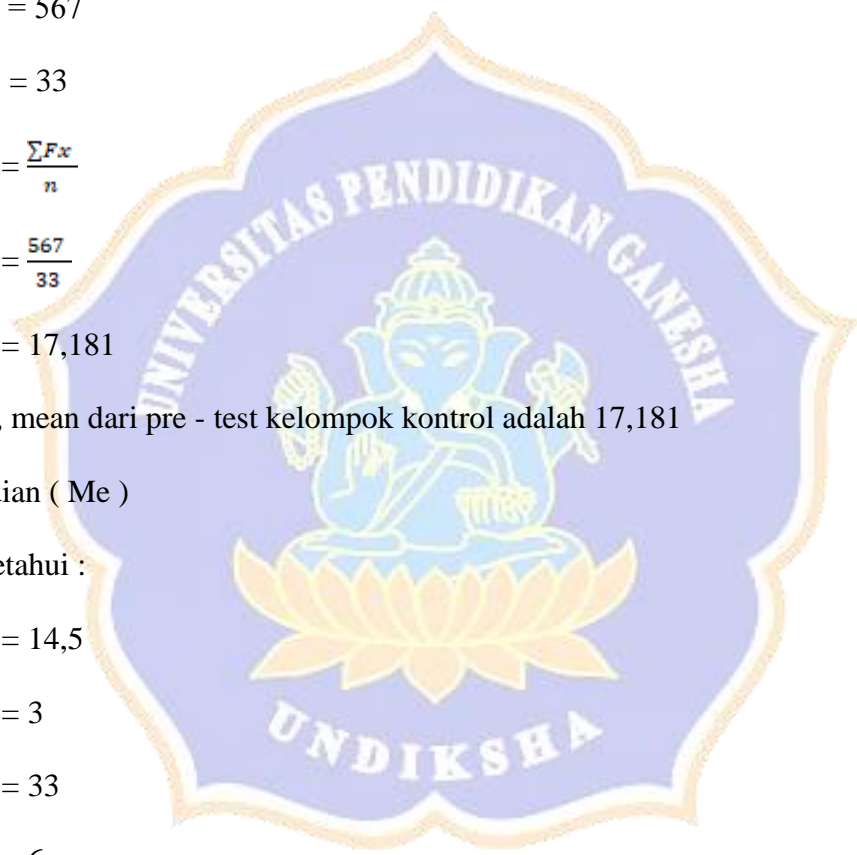 = 567
= 33
= ∑Fx / n
= 567 / 33
= 17,181
, mean dari pre - test kelompok kontrol adalah 17,181
ian ( Me )
etahui :
= 14,5
= 3
= 33
UNIVERSITAS PENDIDIKAN GANESHA
UNDIKSHA